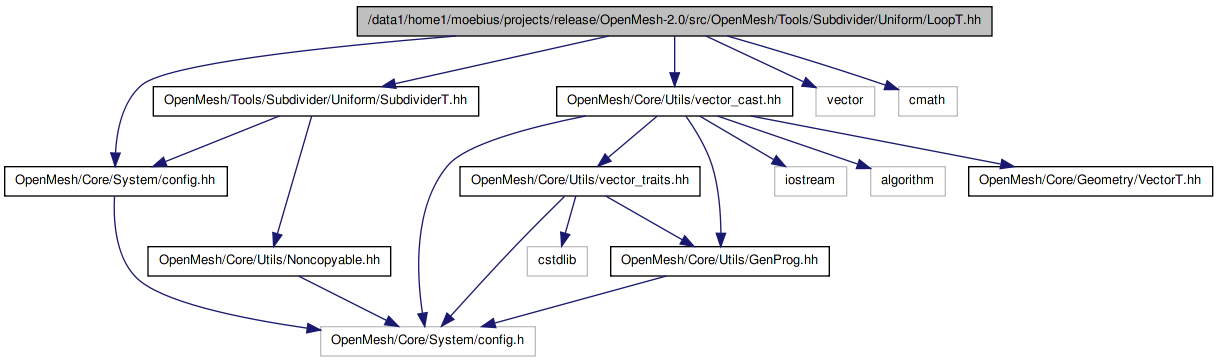 /data1/home1/moebius/projects/release/OpenMesh-2.0/src/OpenMesh/Tools/Subdivider/Uniform/LoopT.hh
OpenMesh/Tools/Subdivider/Uniform/SubdividerT.hh
OpenMesh/Core/Utils/vector_cast.hh
vector
cmath
OpenMesh/Core/System/config.hh
OpenMesh/Core/Utils/vector_traits.hh
iostream
algorithm
OpenMesh/Core/Geometry/VectorT.hh
OpenMesh/Core/Utils/Noncopyable.hh
cstdlib
OpenMesh/Core/Utils/GenProg.hh
OpenMesh/Core/System/config.h